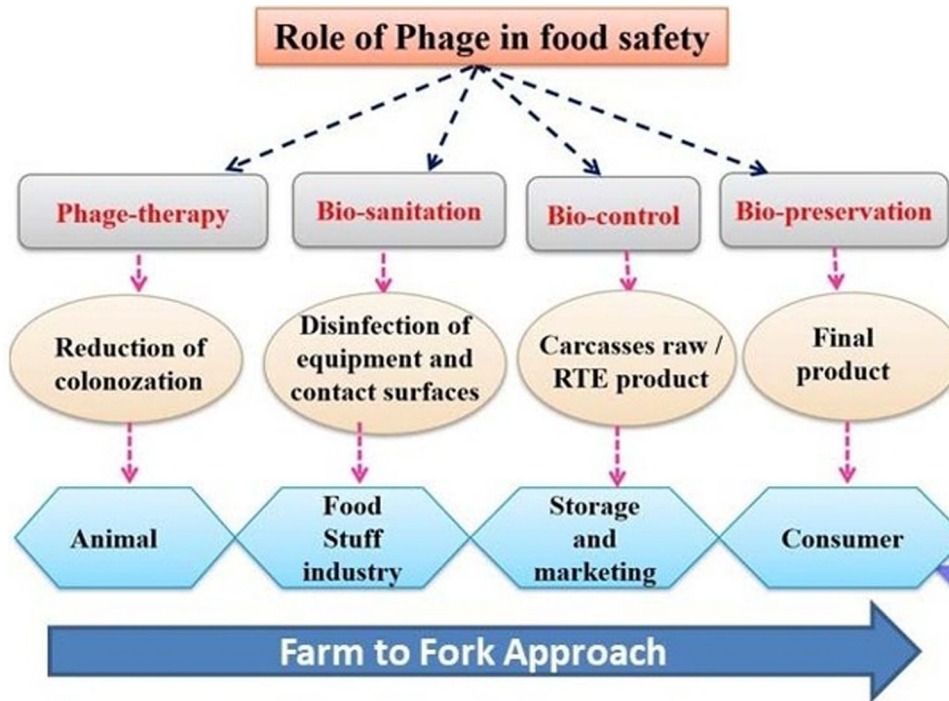 Role of Phage in food safety
Phage-therapy
Bio-sanitation
Bio-control
Bio-preservation
Reduction of
colonozation
Disinfection of
equipment and
contact surfaces
Carcasses raw /
RTE product
Final
product
Animal
Food
Stuff
industry
Storage
and
marketing
Consumer
Farm to Fork Approach